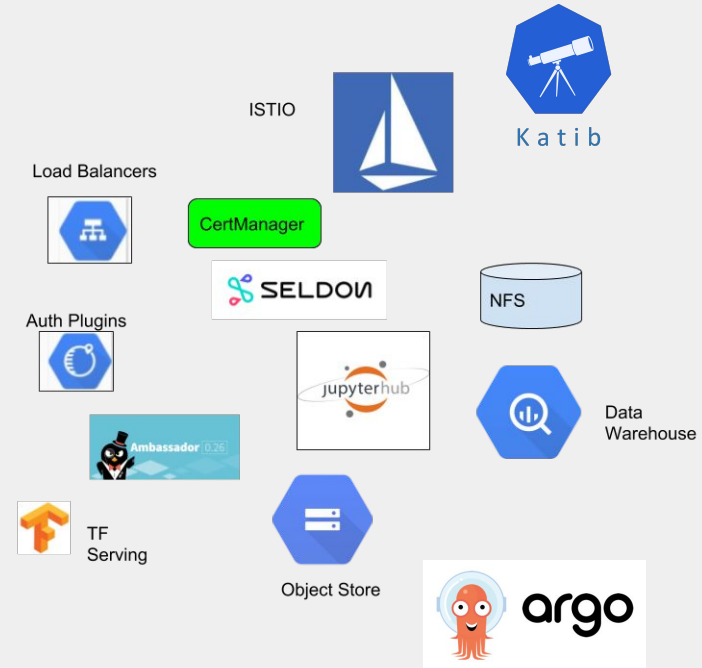 ISTIO
Katib
Load Balancers
CertManager
SELDON
NFS
Auth Plugins
jupyterhub
Data
Warehouse
Ambassador 0.26
TF
Serving
Object Store
argo